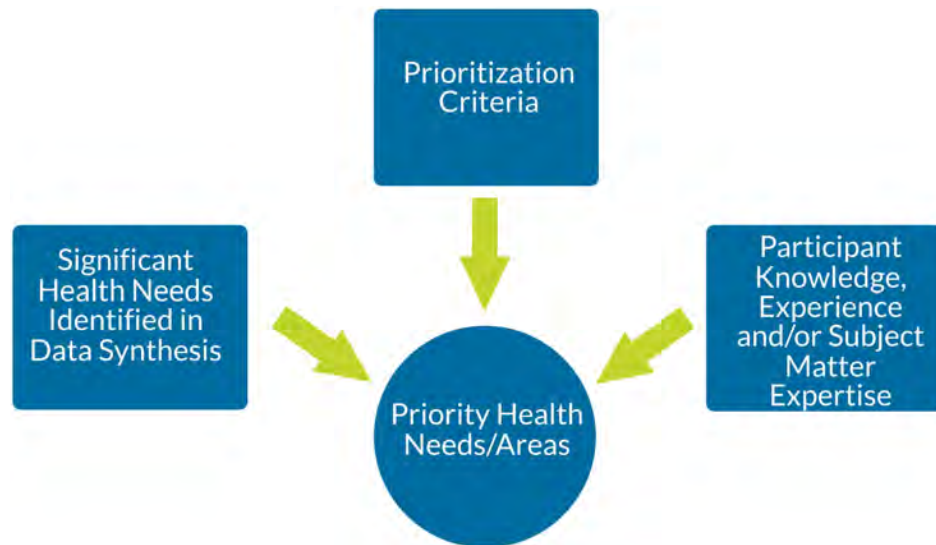 Prioritization
Criteria
Significant
Health Needs
Identified in
Data Synthesis
Participant
Knowledge,
Experience
and/or Subject
Matter
Expertise
Priority Health
Needs/Areas